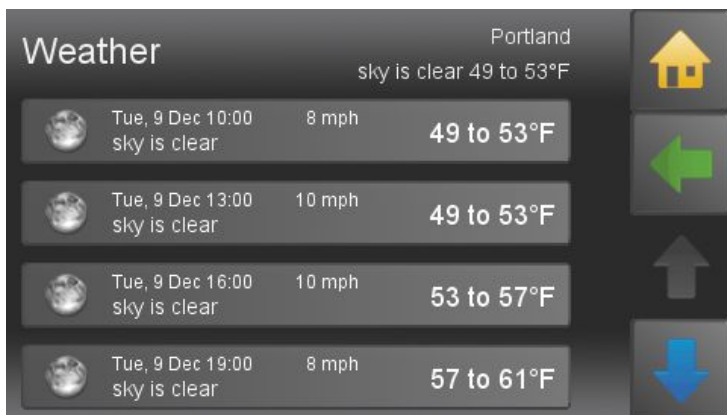 Weather
Portland
sky is clear 49 to 53°F
Tue, 9 Dec 10:00 8 mph 49 to 53°F
sky is clear
Tue, 9 Dec 13:00 10 mph 49 to 53°F
sky is clear
Tue, 9 Dec 16:00 10 mph 53 to 57°F
sky is clear
Tue, 9 Dec 19:00 8 mph 57 to 61°F
sky is clear